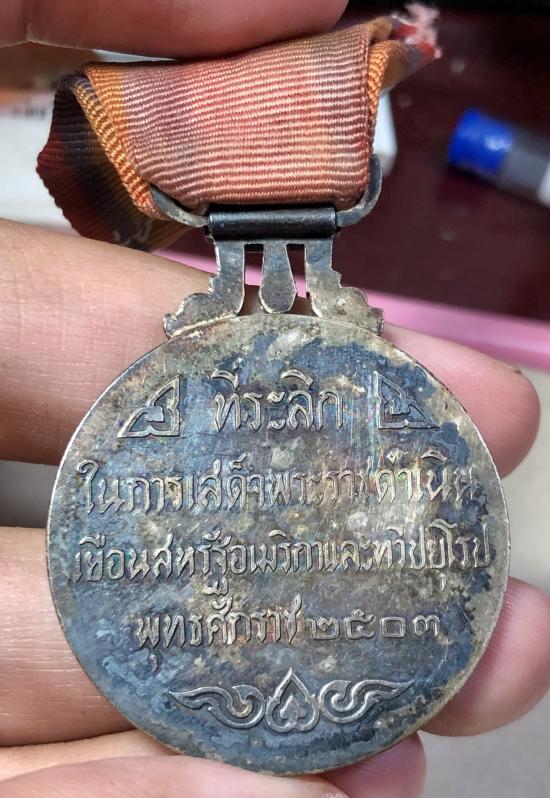 ที่ระลึก
ในการเสด็จพระราชดำเนิน
เยือนสหรัฐอเมริกาและทวีปยุโรป
พุทธศักราช ๒๕๐๓